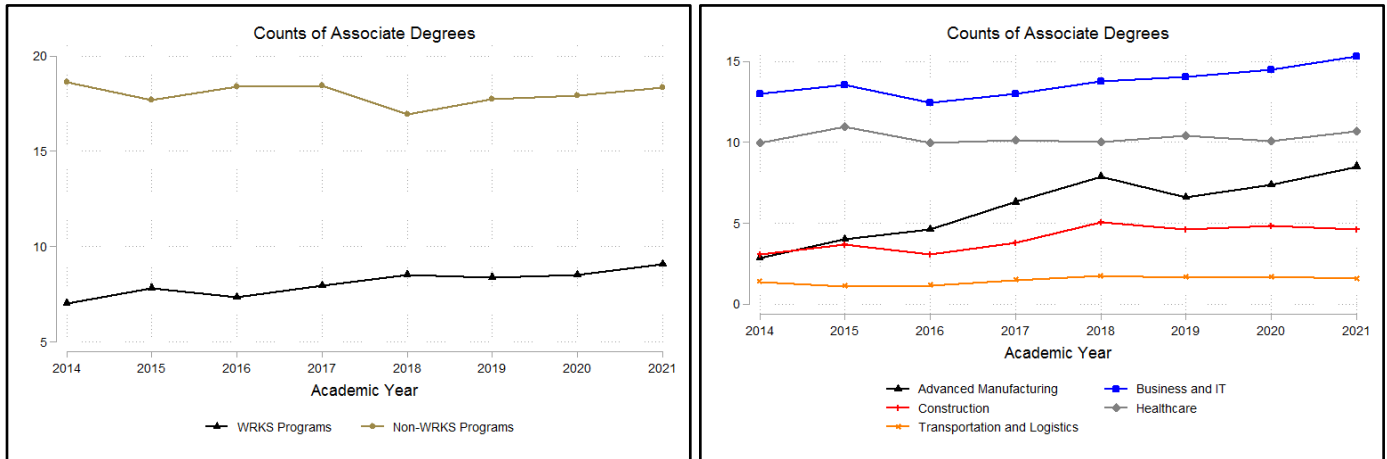 Counts of Associate Degrees
20
15
10
5
2014 2015 2016 2017 2018 2019 2020 2021
Academic Year
WRKS Programs Non-WRKS Programs
Counts of Associate Degrees
15
10
5
0
2014 2015 2016 2017 2018 2019 2020 2021
Academic Year
Advanced Manufacturing Business and IT
Construction Healthcare
Transportation and Logistics